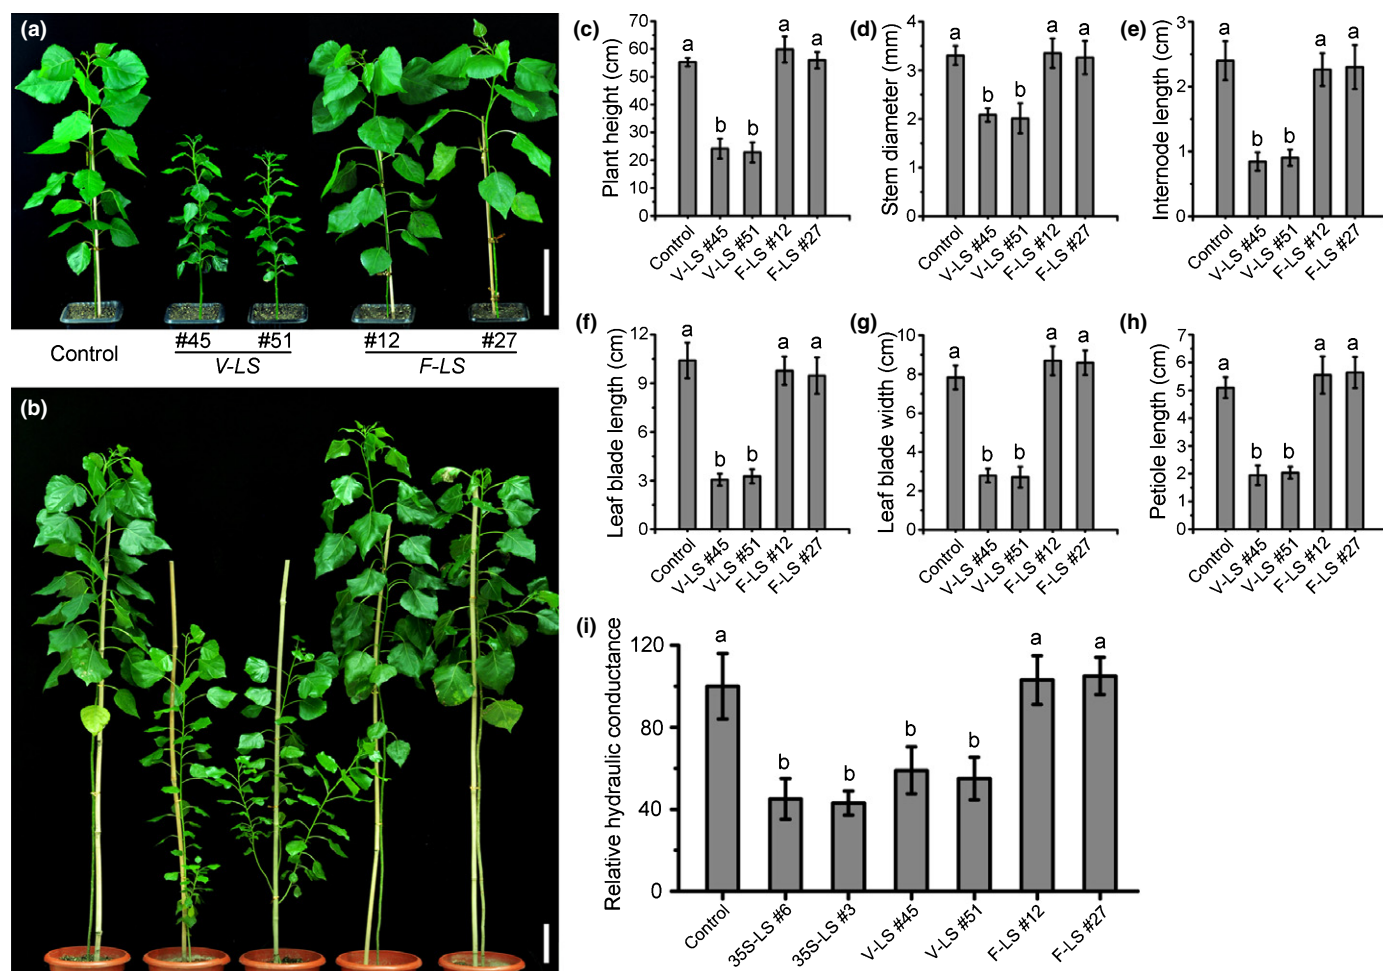 (a)
Control
#45 #51
V-LS
#12 #27
F-LS
(b)
(c)
Plant height (cm)
70
60
50
40
30
20
10
0
a
b
b
a
a
Control
V-LS #45
V-LS #51
F-LS #12
F-LS #27
(d)
Stem diameter (mm)
4
3
2
1
0
a
b
b
a
a
Control
V-LS #45
V-LS #51
F-LS #12
F-LS #27
(e)
Internode length (cm)
3
2
1
0
a
b
b
a
a
Control
V-LS #45
V-LS #51
F-LS #12
F-LS #27
(f)
Leaf blade length (cm)
12
9
6
3
0
a
b
b
a
a
Control
V-LS #45
V-LS #51
F-LS #12
F-LS #27
(g)
Leaf blade width (cm)
10
8
6
4
2
0
a
b
b
a
a
Control
V-LS #45
V-LS #51
F-LS #12
F-LS #27
(h)
Petiole length (cm)
7
6
5
4
3
2
1
0
a
b
b
a
a
Control
V-LS #45
V-LS #51
F-LS #12
F-LS #27
(i)
Relative hydraulic conductance
120
80
40
0
a
b
b
b
b
a
a
Control
35S-LS #6
35S-LS #3
V-LS #45
V-LS #51
F-LS #12
F-LS #27